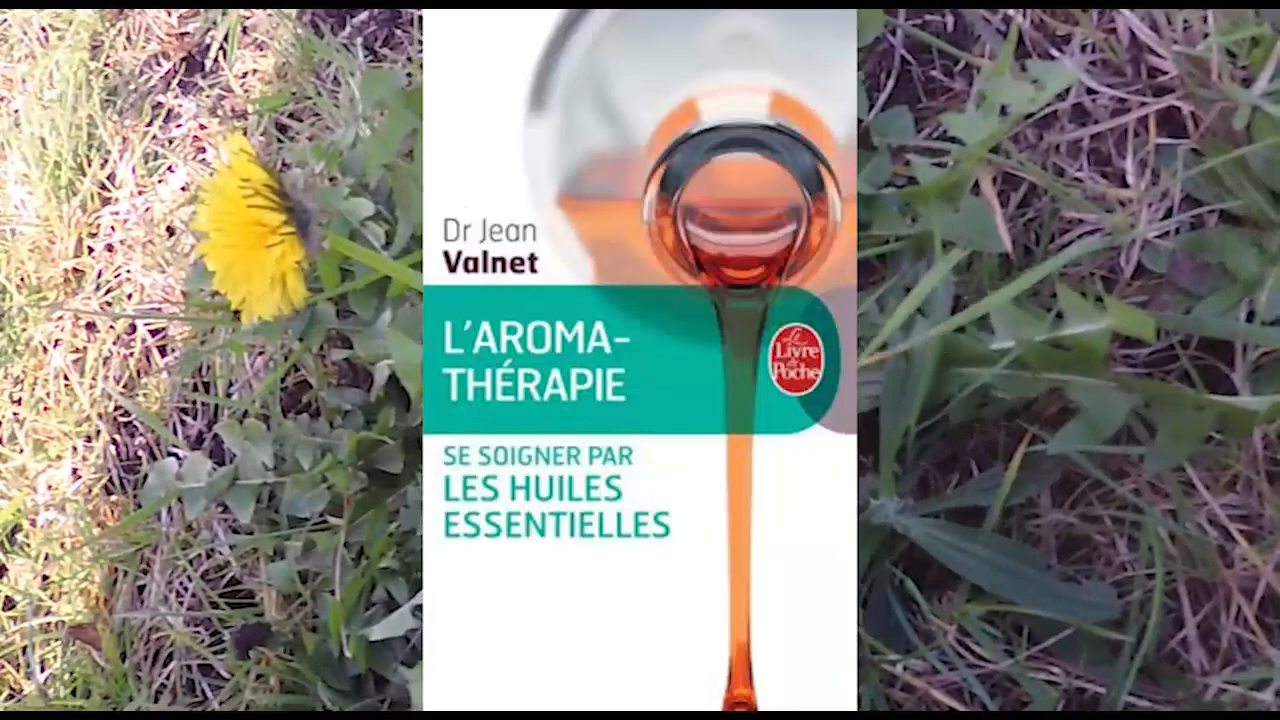 Dr Jean
Valnet
L'AROMA-
THÉRAPIE
Le
Livre
de
Poche
SE SOIGNER PAR
LES HUILES
ESSENTIELLES